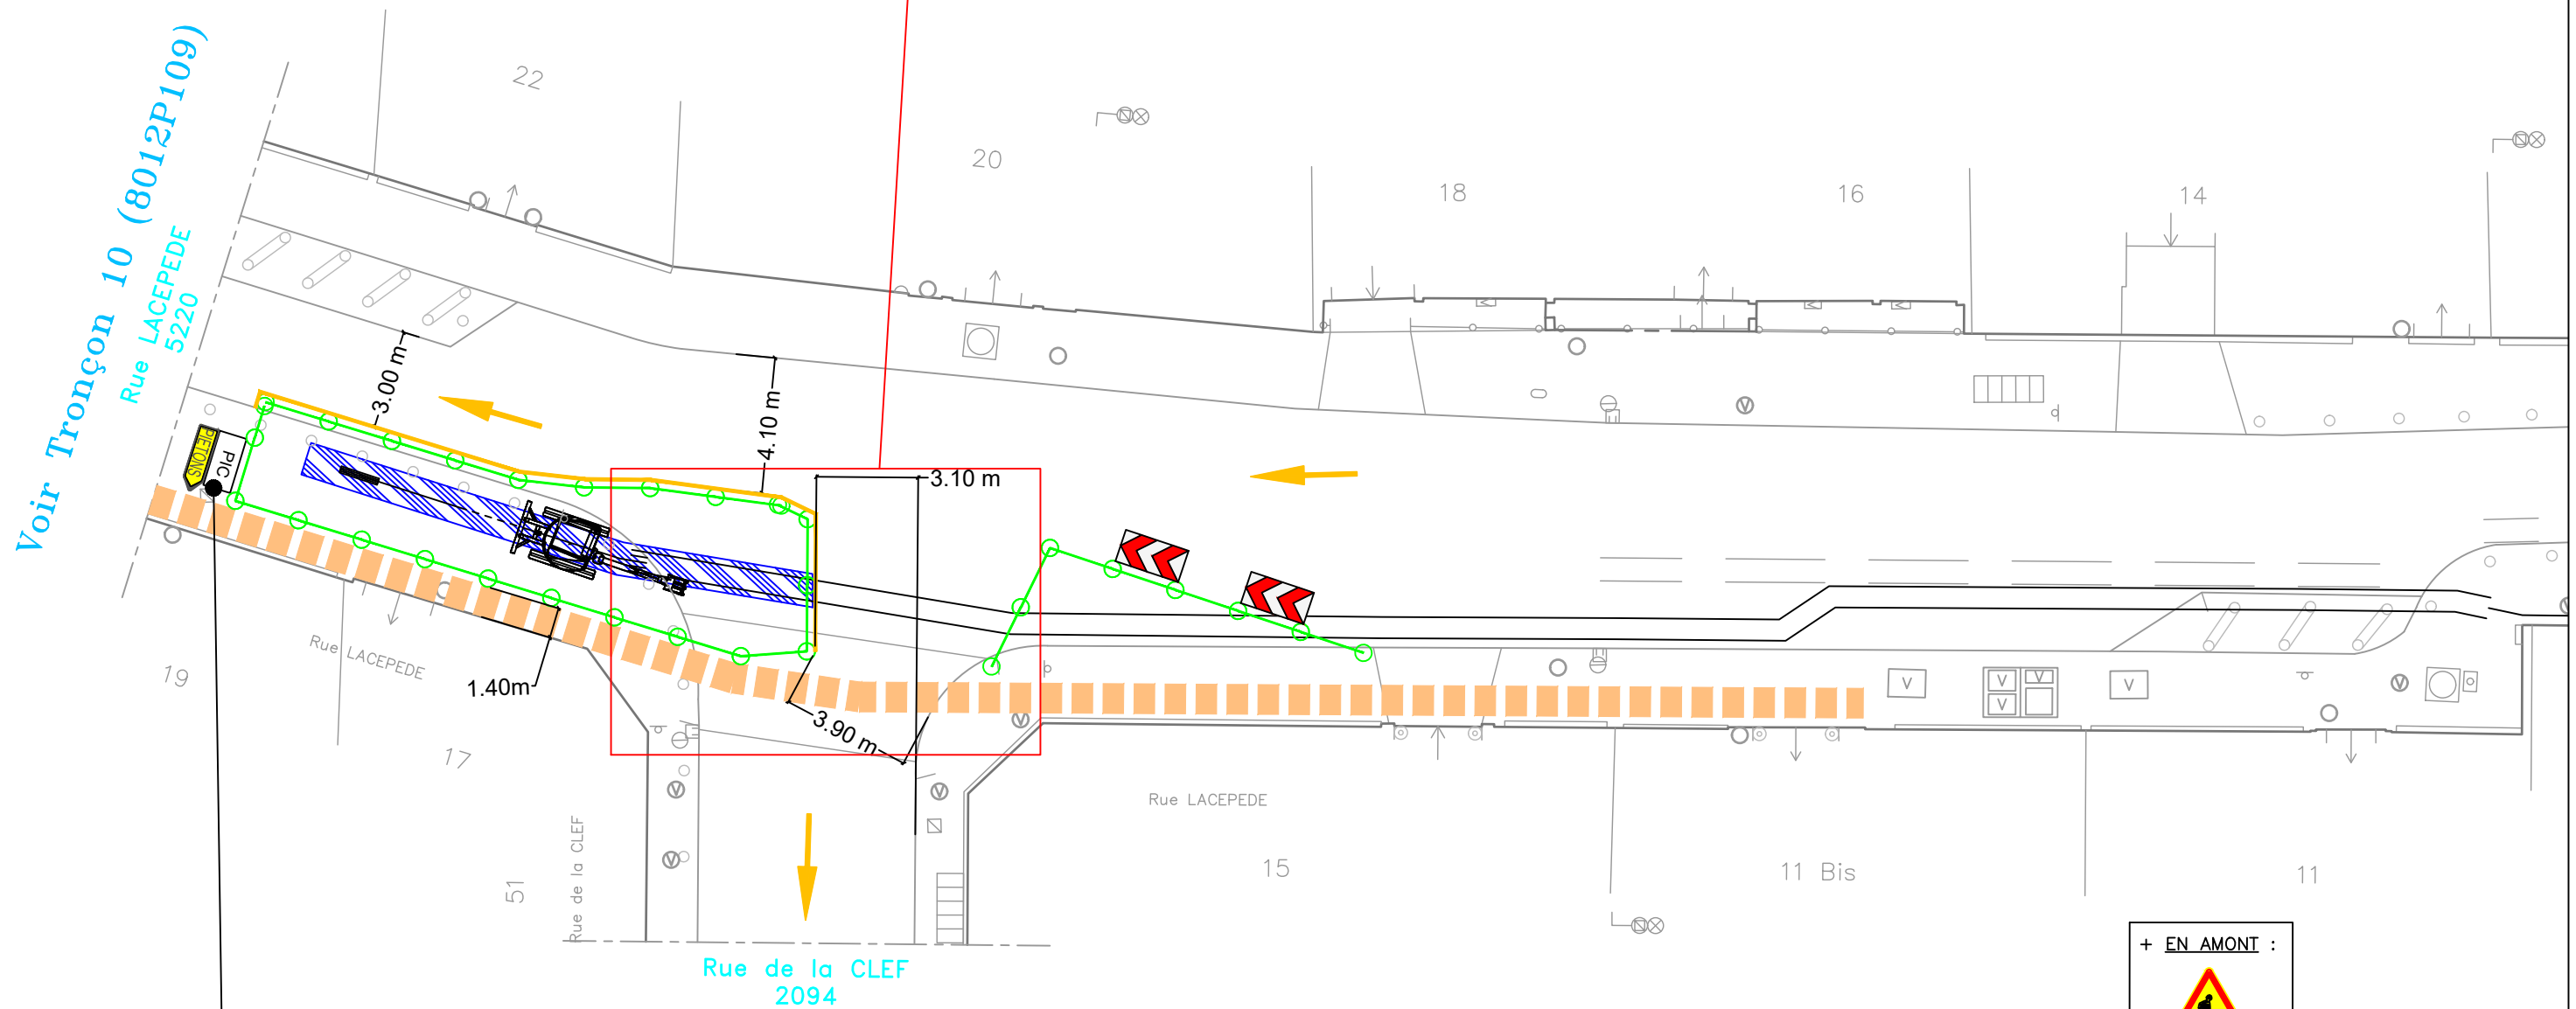 Voir Tronçon 10 (8012P109)
Rue LACEPEDE
5220
22
20
18
16
14
3.00 m
4.10 m
3.10 m
PIETONS
PIC
V
1.40m
3.90 m
Rue LACEPEDE
19
17
51
Rue de la CLEF
V
V
V
V
V
V
V
V
V
V
V
Rue LACEPEDE
15
11 Bis
11
Rue de la CLEF
2094
+ EN AMONT :